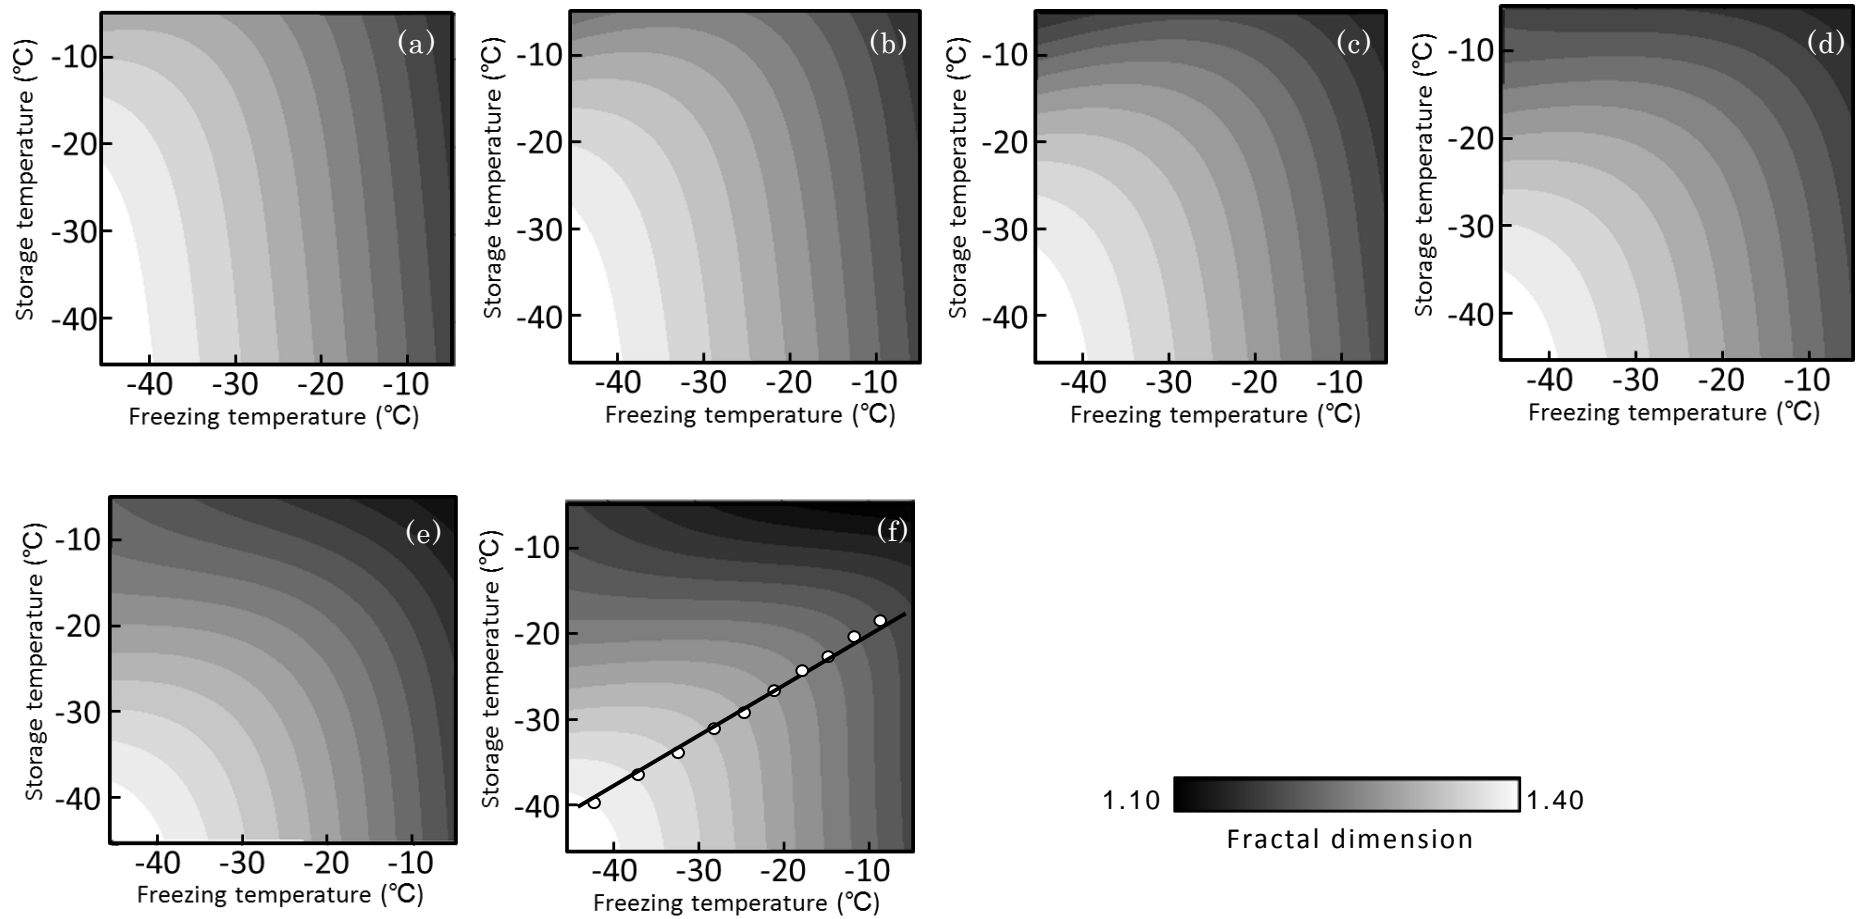 (a)
-10
-20
-30
-40
Storage temperature (℃)
-40 -30 -20 -10
Freezing temperature (℃)
(b)
-10
-20
-30
-40
Storage temperature (℃)
-40 -30 -20 -10
Freezing temperature (℃)
(c)
-10
-20
-30
-40
Storage temperature (℃)
-40 -30 -20 -10
Freezing temperature (℃)
(d)
-10
-20
-30
-40
Storage temperature (℃)
-40 -30 -20 -10
Freezing temperature (℃)
(e)
-10
-20
-30
-40
Storage temperature (℃)
-40 -30 -20 -10
Freezing temperature (℃)
(f)
-10
-20
-30
-40
Storage temperature (℃)
-40 -30 -20 -10
Freezing temperature (℃)
1.10 1.40
Fractal dimension